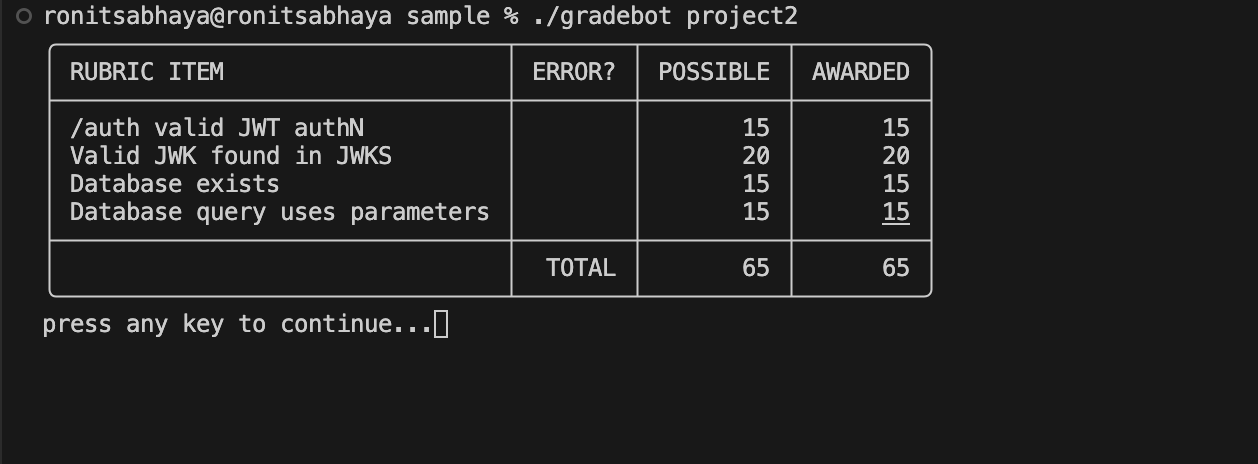 ronitsabhaya@ronitsabhaya sample % ./gradebot project2
RUBRIC ITEM ERROR? POSSIBLE AWARDED
/auth valid JWT authN 15 15
Valid JWK found in JWKS 20 20
Database exists 15 15
Database query uses parameters 15 15
TOTAL 65 65
press any key to continue...